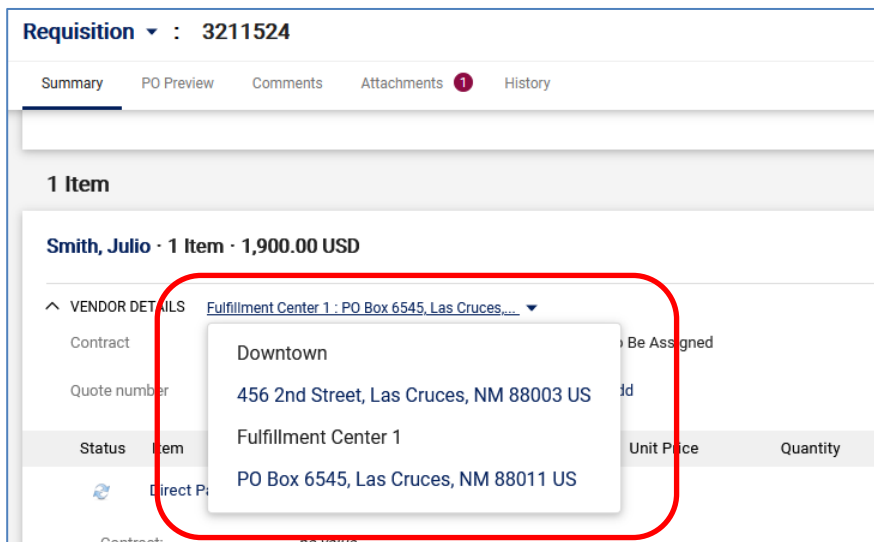 Requisition : 3211524
Summary PO Preview Comments Attachments 1 History
1 Item
Smith, Julio · 1 Item · 1,900.00 USD
VENDOR DETAILS Fulfillment Center 1 : PO Box 6545, Las Cruces,...
Contract Be Assigned
Downtown
Quote number dd
456 2nd Street, Las Cruces, NM 88003 US
Fulfillment Center 1
Status Item Unit Price Quantity
PO Box 6545, Las Cruces, NM 88011 US
Direct Pa